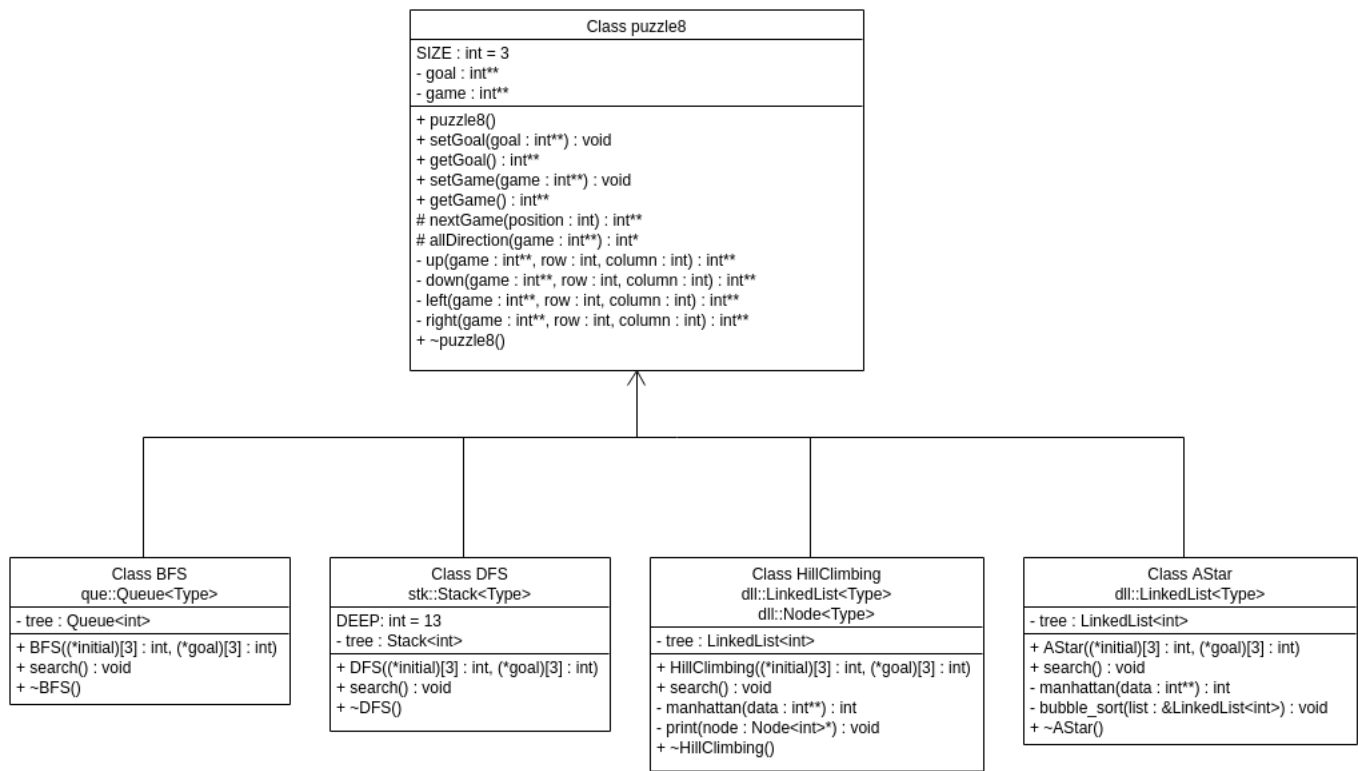 Class puzzle8
SIZE : int = 3
- goal : int**
- game : int**
+ puzzle8()
+ setGoal(goal : int**) : void
+ getGoal() : int**
+ setGame(game : int**) : void
+ getGame() : int**
# nextGame(position : int) : int**
# allDirection(game : int**) : int*
- up(game : int**, row : int, column : int) : int**
- down(game : int**, row : int, column : int) : int**
- left(game : int**, row : int, column : int) : int**
- right(game : int**, row : int, column : int) : int**
+ ~puzzle8()
Class BFS
que::Queue<Type>
- tree : Queue<int>
+ BFS((*initial)[3] : int, (*goal)[3] : int)
+ search() : void
+ ~BFS()
Class DFS
stk::Stack<Type>
DEEP: int = 13
- tree : Stack<int>
+ DFS((*initial)[3] : int, (*goal)[3] : int)
+ search() : void
+ ~DFS()
Class HillClimbing
dll::LinkedList<Type>
dll::Node<Type>
- tree : LinkedList<int>
+ HillClimbing((*initial)[3] : int, (*goal)[3] : int)
+ search() : void
- manhattan(data : int**) : int
- print(node : Node<int>*) : void
+ ~HillClimbing()
Class AStar
dll::LinkedList<Type>
- tree : LinkedList<int>
+ AStar((*initial)[3] : int, (*goal)[3] : int)
+ search() : void
- manhattan(data : int**) : int
- bubble_sort(list : &LinkedList<int>) : void
+ ~AStar()